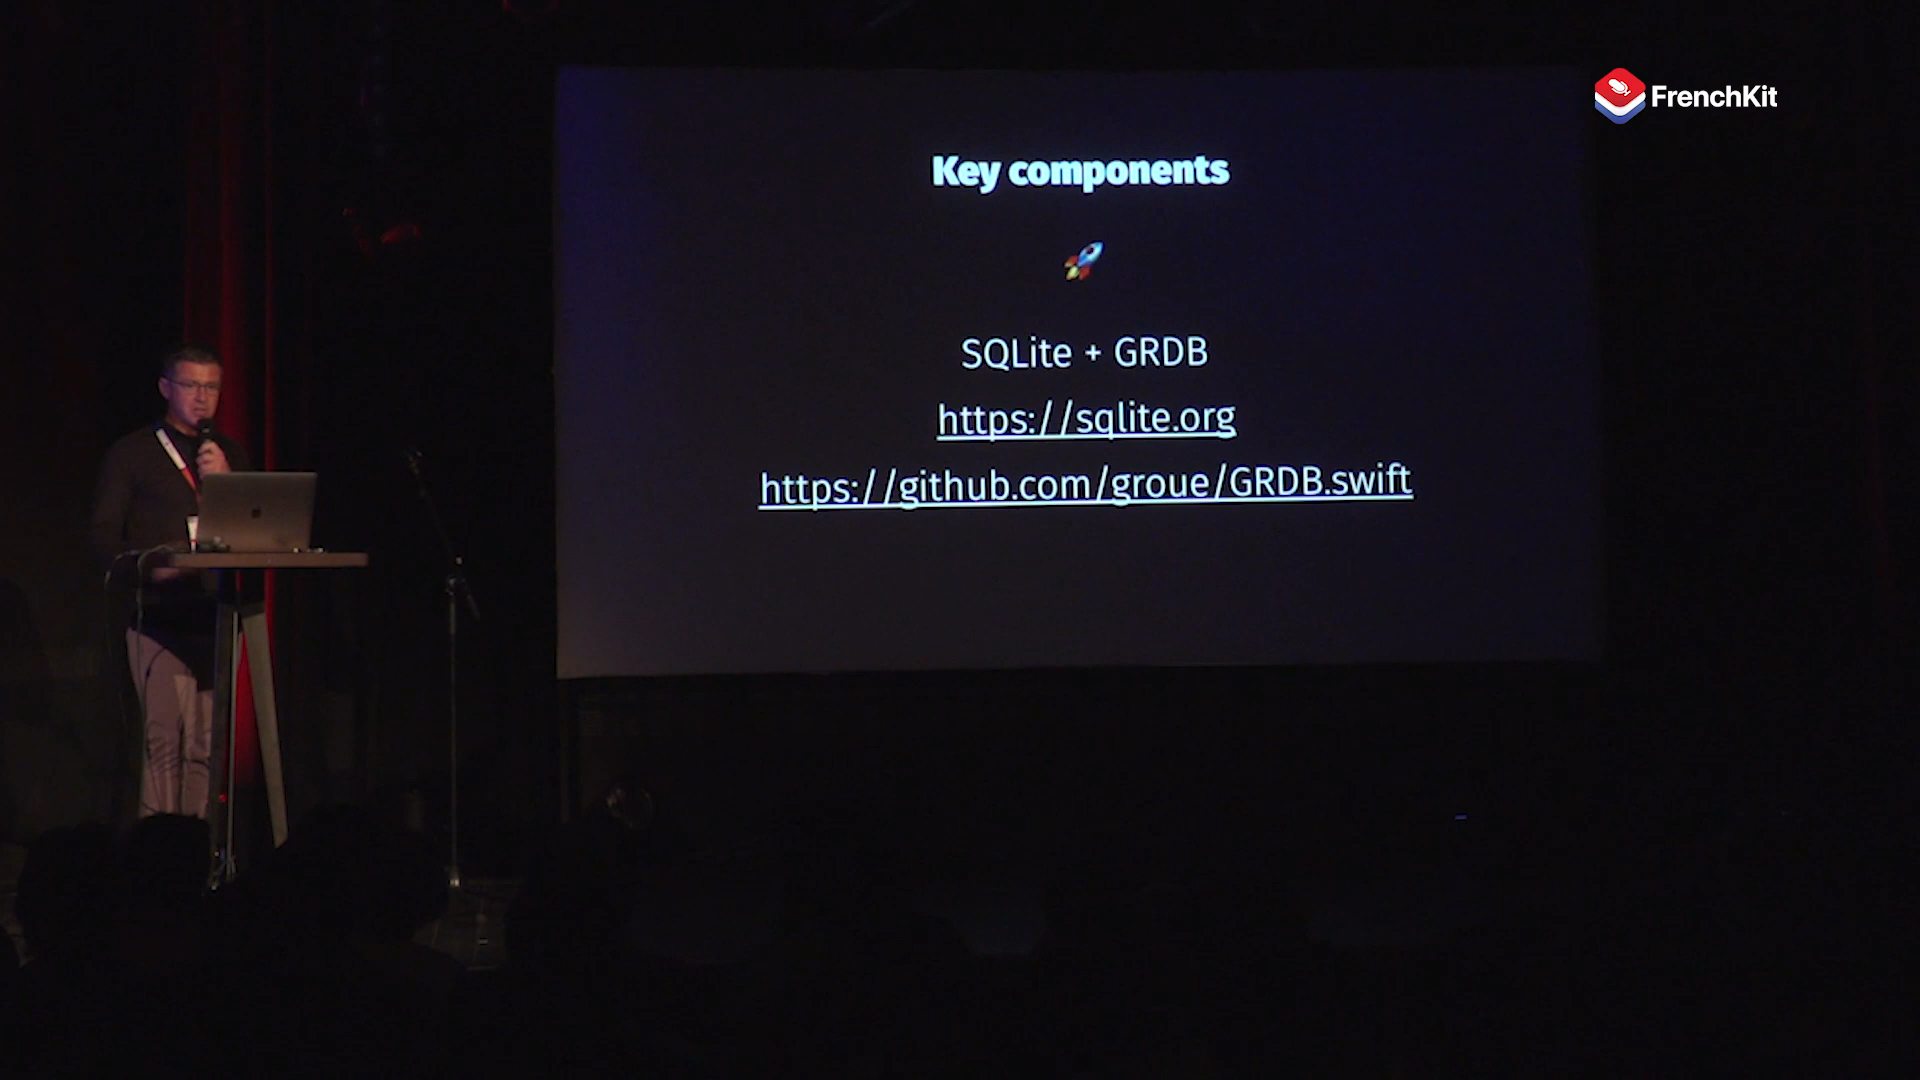 FrenchKit
Key components
SQLite + GRDB
https://sqlite.org
https://github.com/groue/GRDB.swift